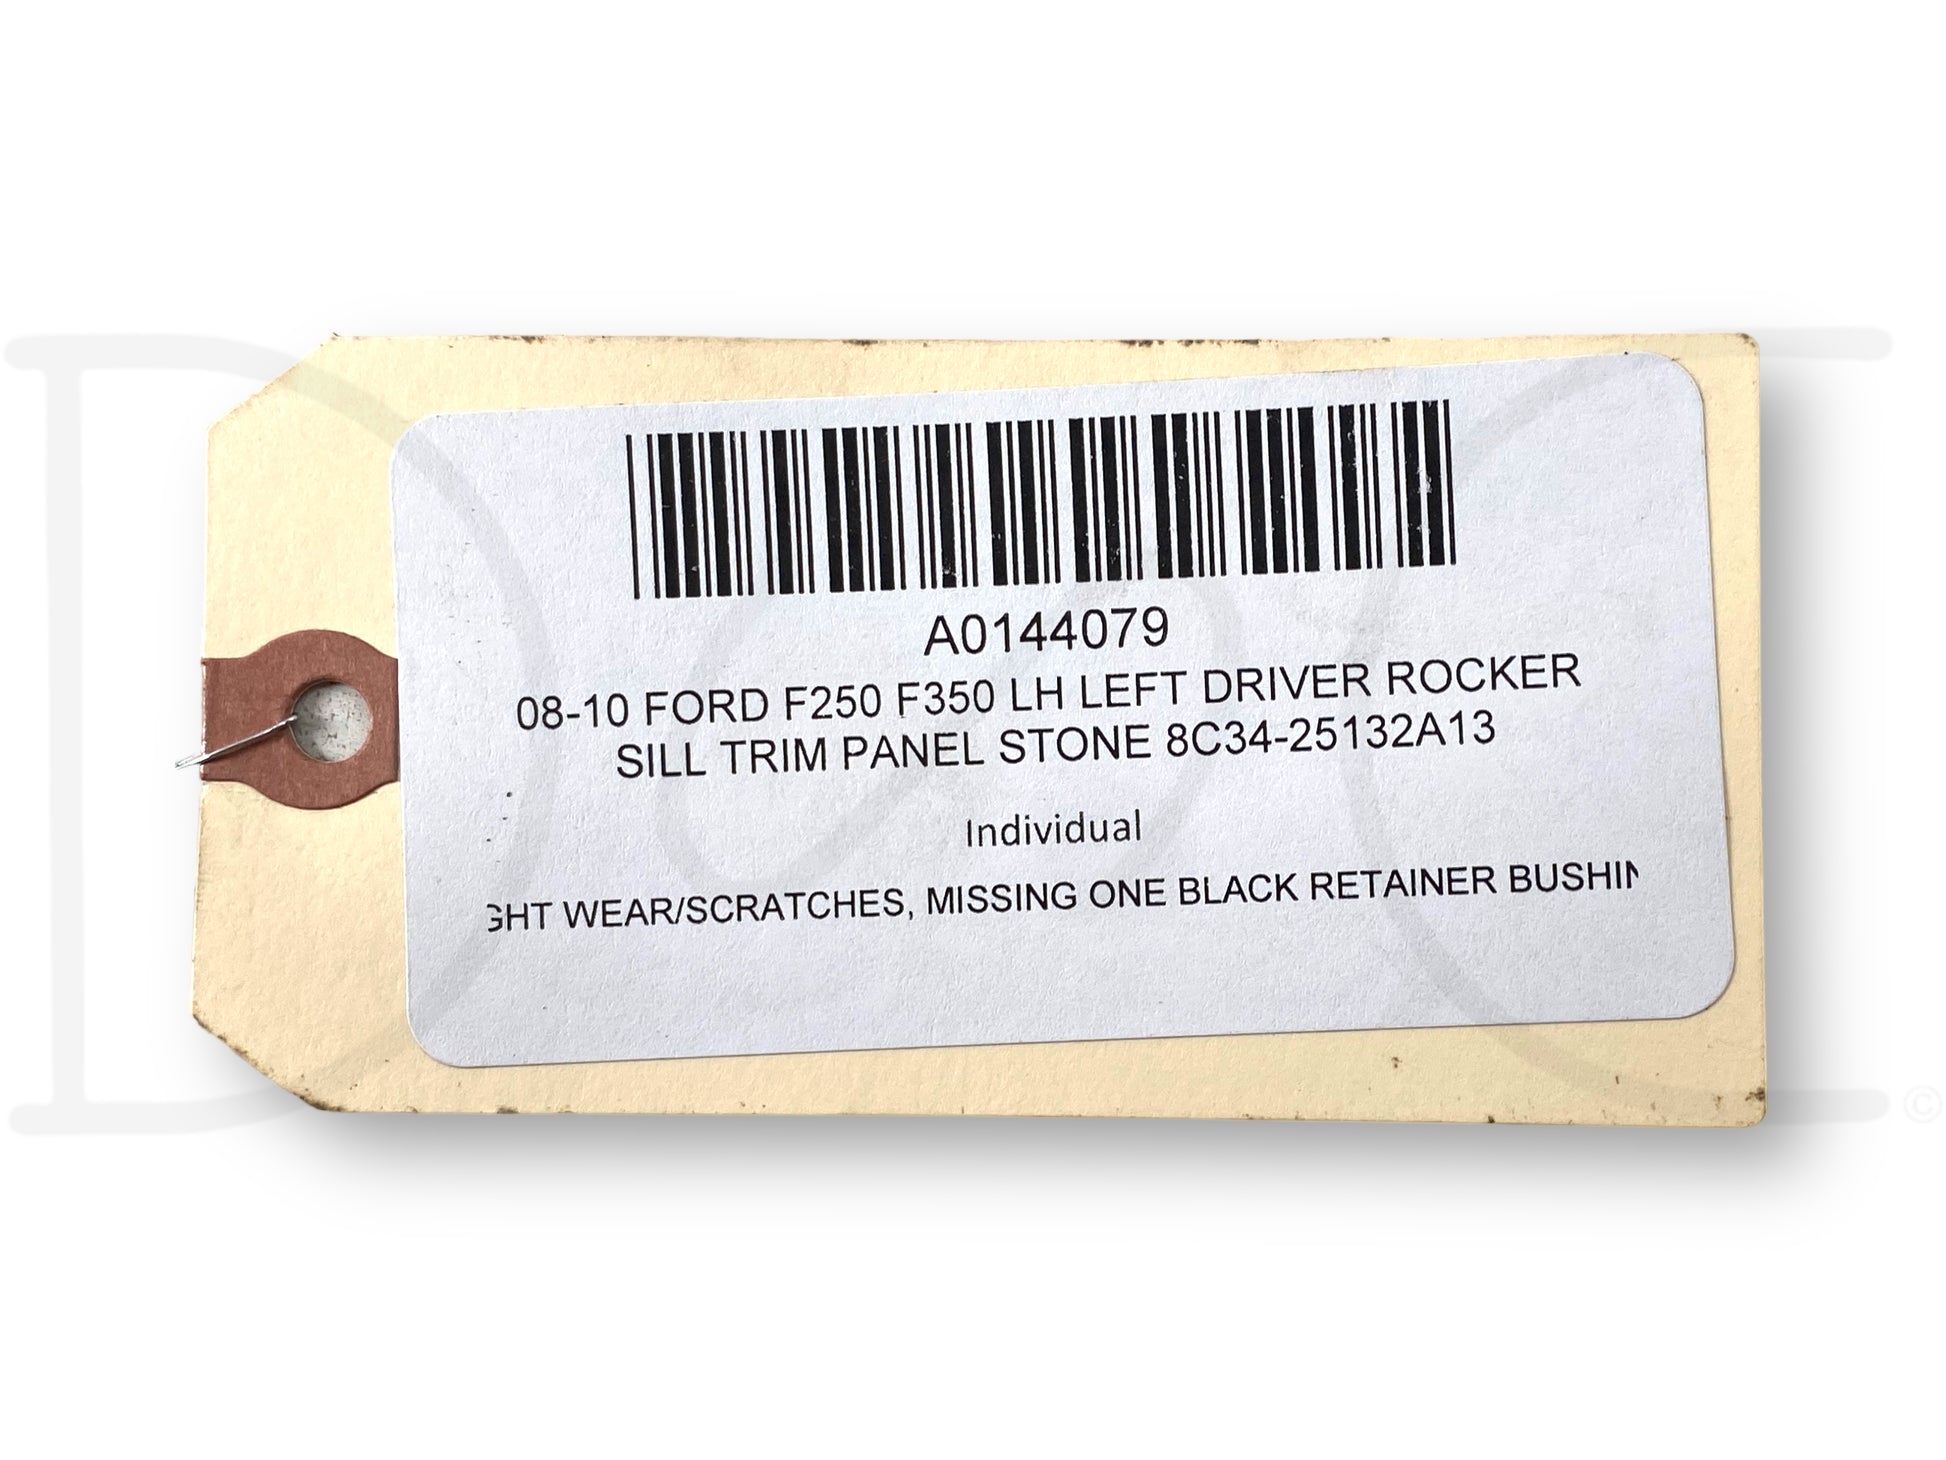 A0144079
08-10 FORD F250 F350 LH LEFT DRIVER ROCKER
SILL TRIM PANEL STONE 8C34-25132A13
Individual
GHT WEAR/SCRATCHES, MISSING ONE BLACK RETAINER BUSHIN
©